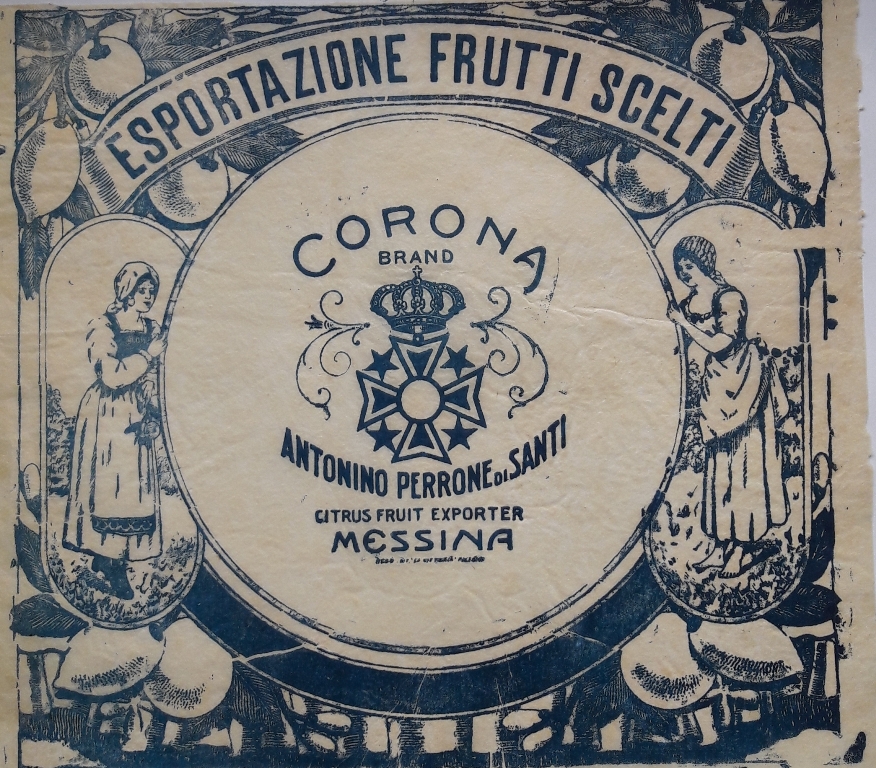 ESPORTAZIONE FRUTTI SCELTI
CORONA
BRAND
ANTONINO PERRONE DI SANTI
CITRUS FRUIT EXPORTER
MESSINA